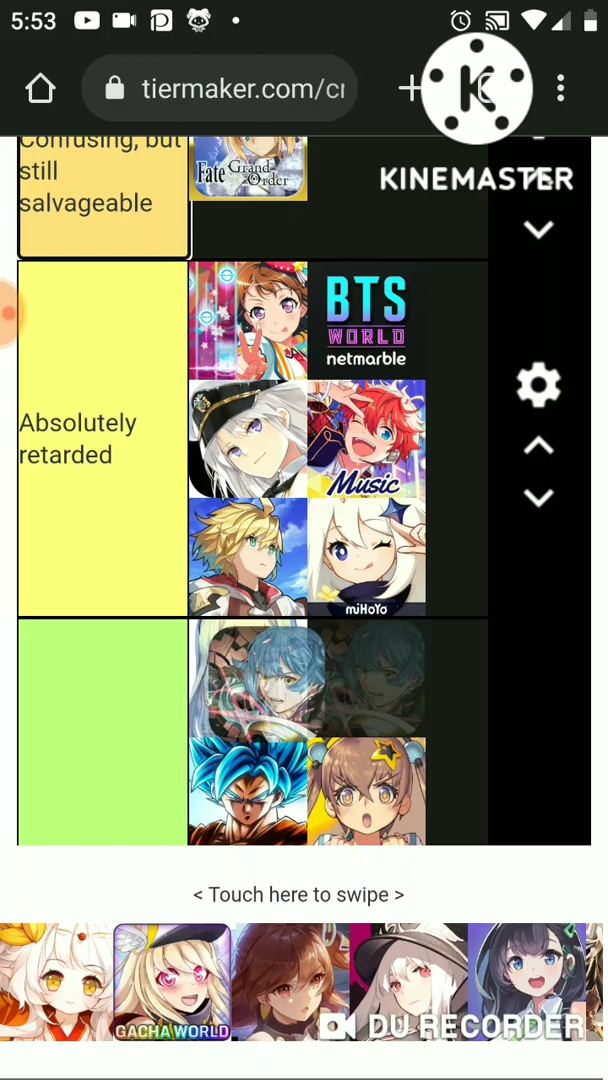 5:53
tiermaker.com/cr
KINEMASTER
Confusing, but
still
salvageable
Fate Grand Order
BTS
WORLD
netmarble
Absolutely
retarded
Music
miHoYo
< Touch here to swipe >
GACHA WORLD
DU RECORDER